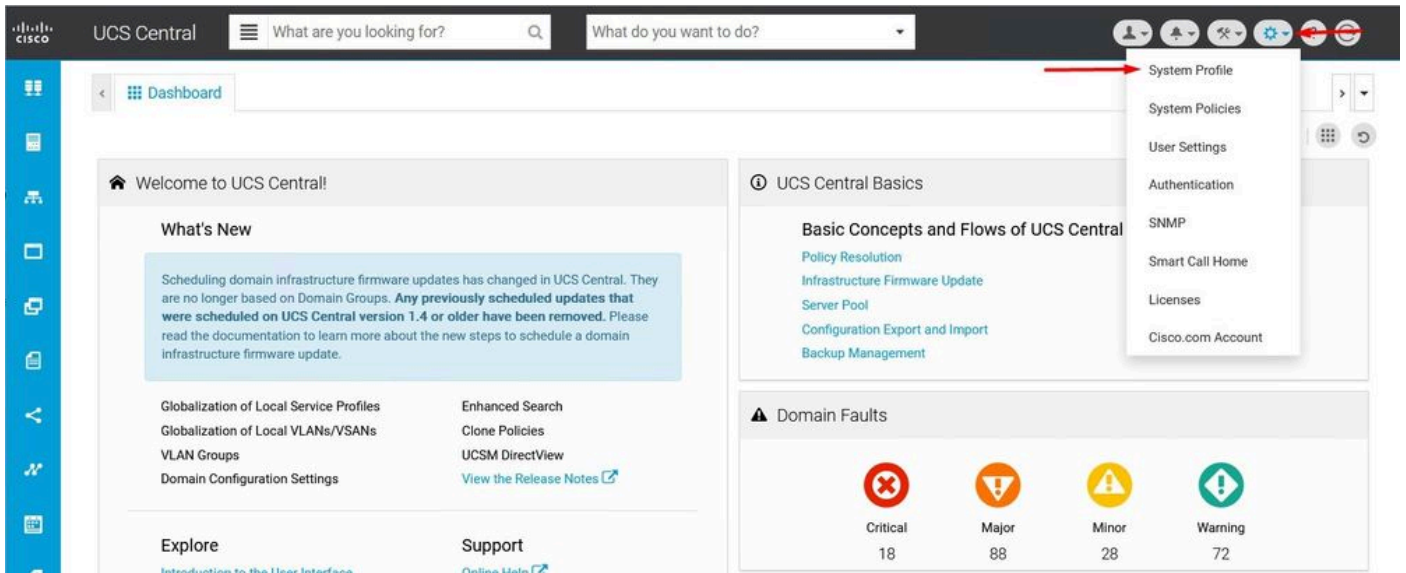 CISCO
UCS Central
What are you looking for?
What do you want to do?
?
Dashboard
System Profile
System Policies
User Settings
Authentication
SNMP
Smart Call Home
Licenses
Cisco.com Account
Welcome to UCS Central!
What's New
Scheduling domain infrastructure firmware updates has changed in UCS Central. They
are no longer based on Domain Groups. Any previously scheduled updates that
were scheduled on UCS Central version 1.4 or older have been removed. Please
read the documentation to learn more about the new steps to schedule a domain
infrastructure firmware update.
Globalization of Local Service Profiles
Globalization of Local VLANs/VSANs
VLAN Groups
Domain Configuration Settings
Enhanced Search
Clone Policies
UCSM DirectView
View the Release Notes
Explore
Introduction to the User Interface
Support
Online Help
UCS Central Basics
Basic Concepts and Flows of UCS Central
Policy Resolution
Infrastructure Firmware Update
Server Pool
Configuration Export and Import
Backup Management
Domain Faults
Critical
18
Major
88
Minor
28
Warning
72